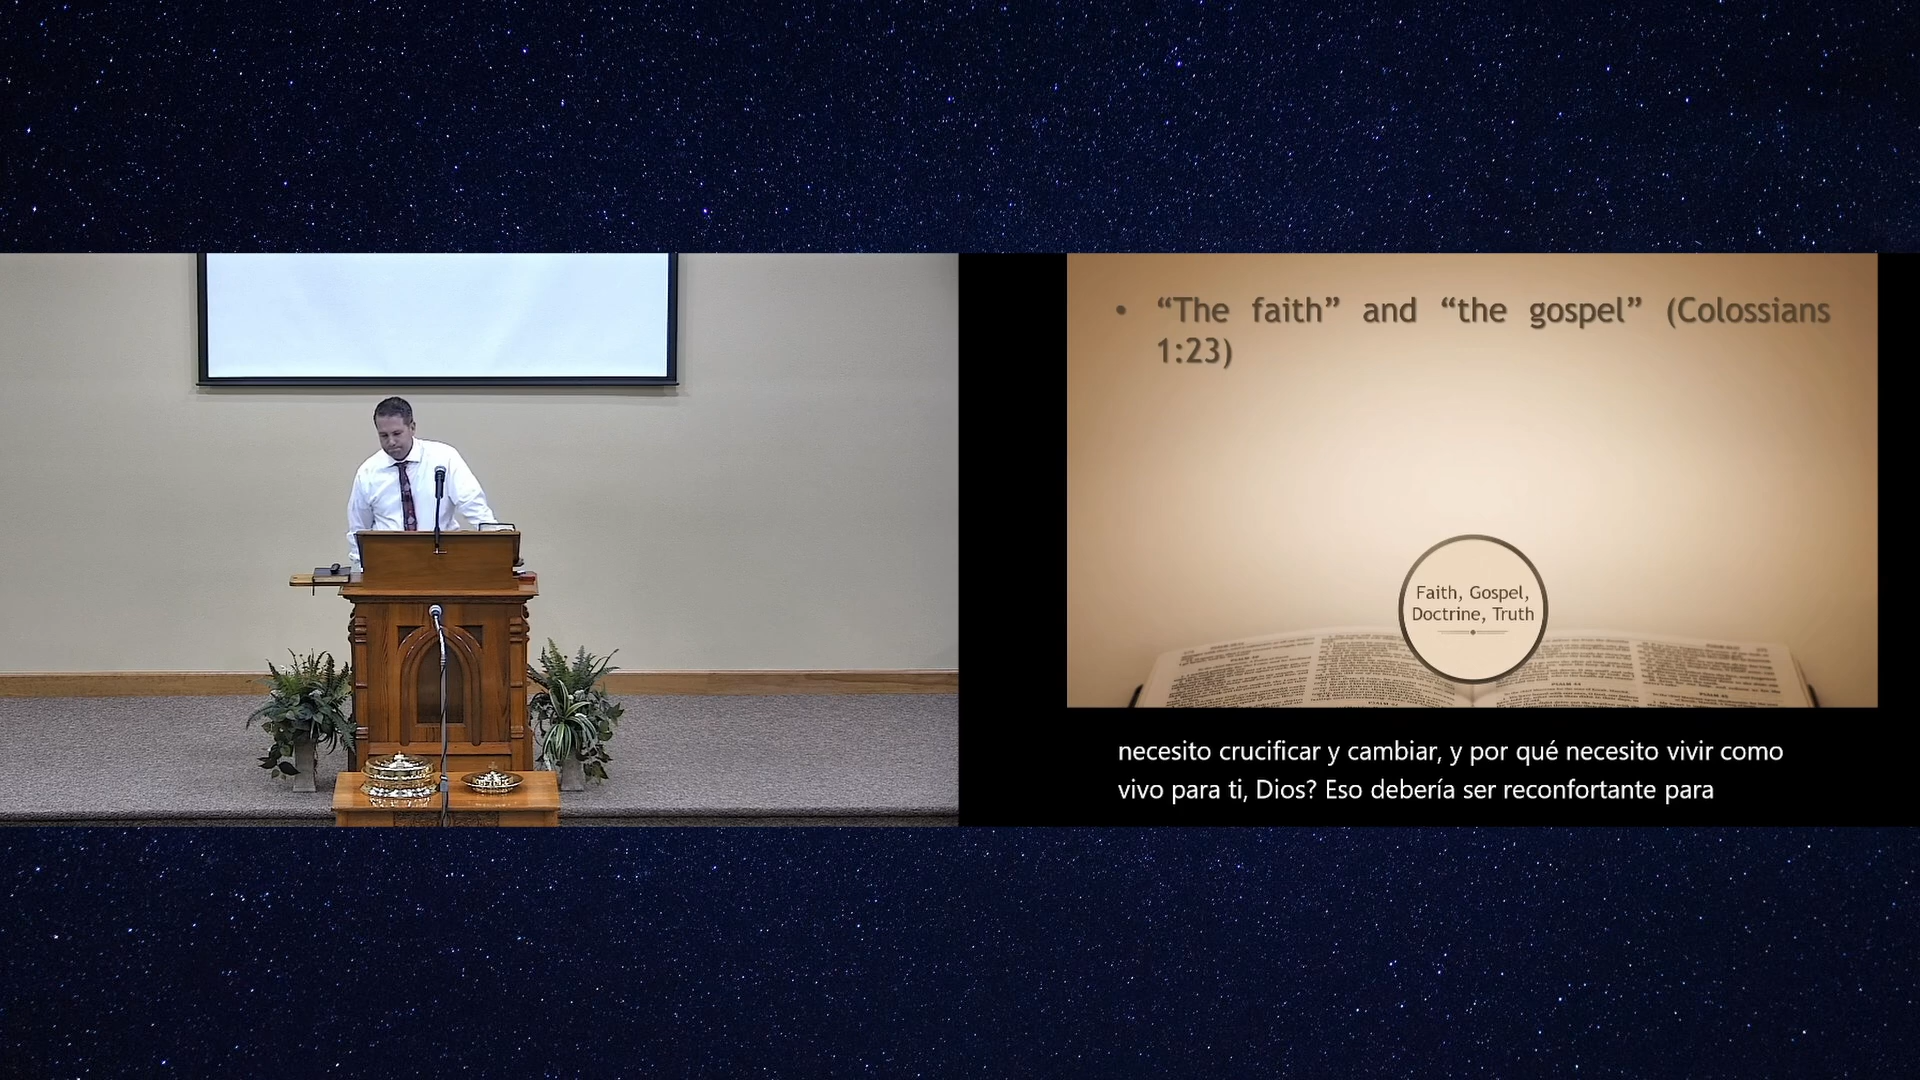 • “The faith” and “the gospel” (Colossians
1:23)
Faith, Gospel,
Doctrine, Truth
necesito crucificar y cambiar, y por qué necesito vivir como
vivo para ti, Dios? Eso debería ser reconfortante para